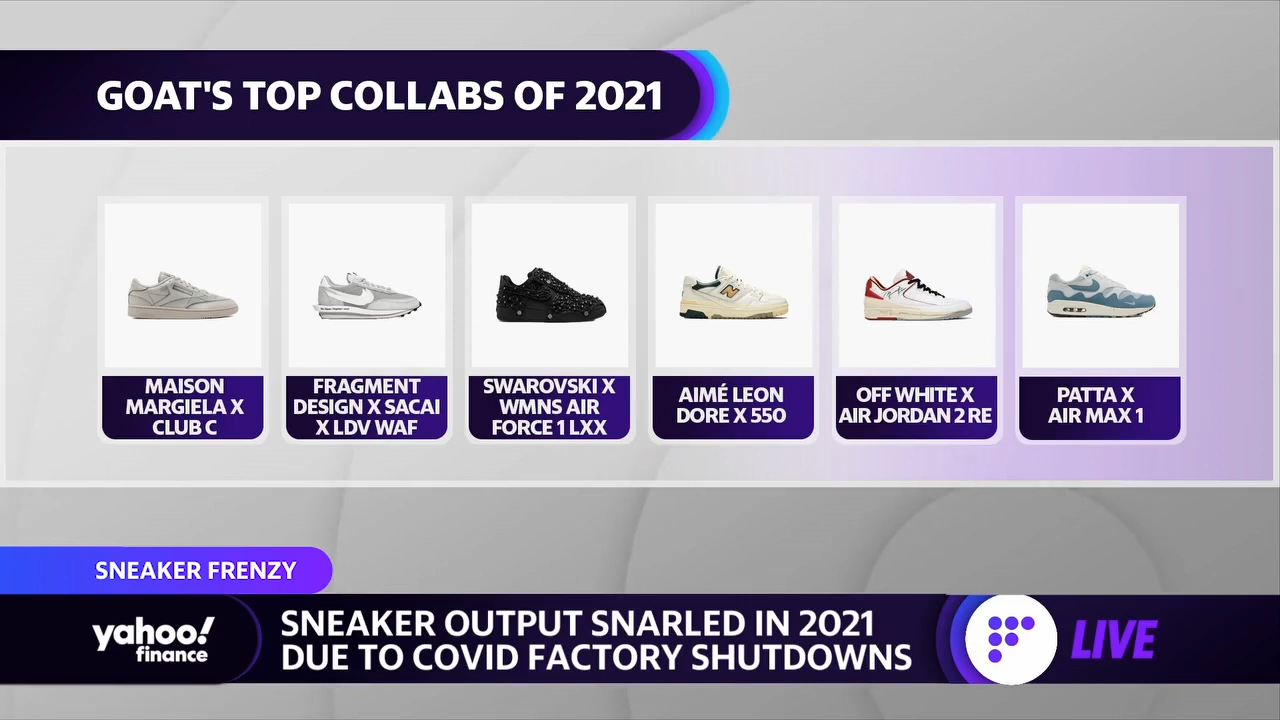 GOAT'S TOP COLLABS OF 2021
MAISON
MARGIELA X
CLUB C
FRAGMENT
DESIGN X SACAI
X LDV WAF
SWAROVSKI X
WMNS AIR
FORCE 1 LXX
AIMÉ LEON
DORE X 550
OFF WHITE X
AIR JORDAN 2 RE
PATTA X
AIR MAX 1
SNEAKER FRENZY
yahoo!
finance
SNEAKER OUTPUT SNARLED IN 2021
DUE TO COVID FACTORY SHUTDOWNS
LIVE